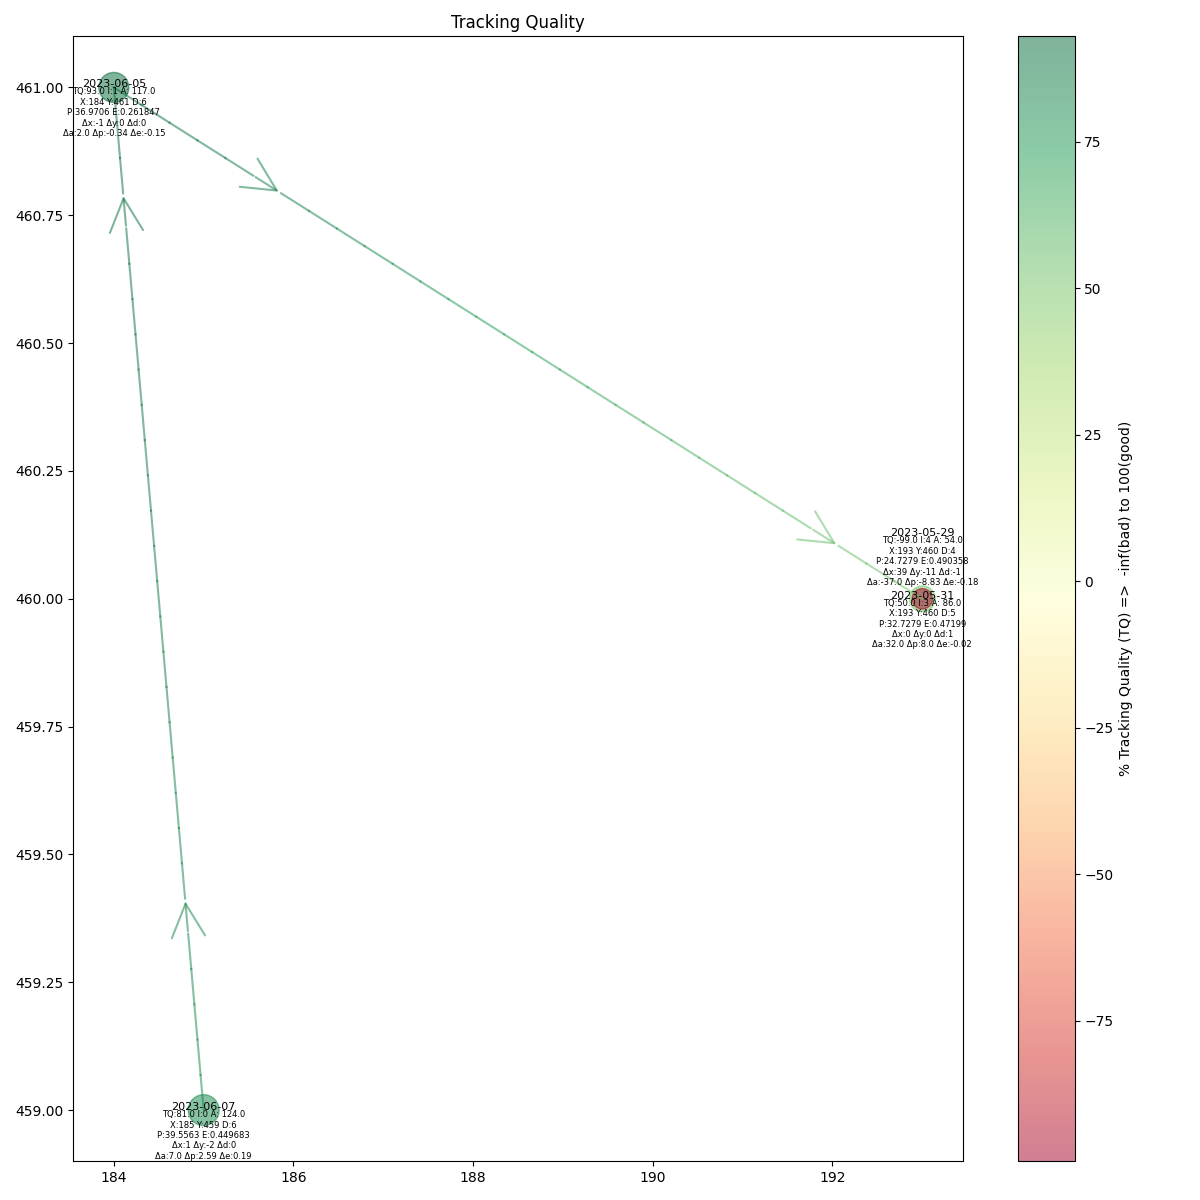 Tracking Quality
461.00
460.75
460.50
460.25
460.00
459.75
459.50
459.25
459.00
2023-06-05
TQ:93.0 I:1 A: 117.0
X:184 Y:461 D:6
P:36.9706 E:0.261847
Δx:-1 Δy:0 Δd:0
Δa:2.0 Δp:-0.34 Δe:-0.15
2023-05-29
TQ:-99.0 I:4 A: 54.0
X:193 Y:460 D:4
P:24.7279 E:0.490358
Δx:39 Δy:-11 Δd:-1
Δa:-37.0 Δp:-8.83 Δe:-0.18
2023-05-31
TQ:50.0 I:3 A: 86.0
X:193 Y:460 D:5
P:32.7279 E:0.47199
Δx:0 Δy:0 Δd:1
Δa:32.0 Δp:8.0 Δe:-0.02
2023-06-07
TQ:81.0 I:0 A: 124.0
X:185 Y:459 D:6
P:39.5563 E:0.449683
Δx:1 Δy:-2 Δd:0
Δa:7.0 Δp:2.59 Δe:0.19
184 186 188 190 192
75
50
25
0
−25
−50
−75
% Tracking Quality (TQ) => -inf(bad) to 100(good)